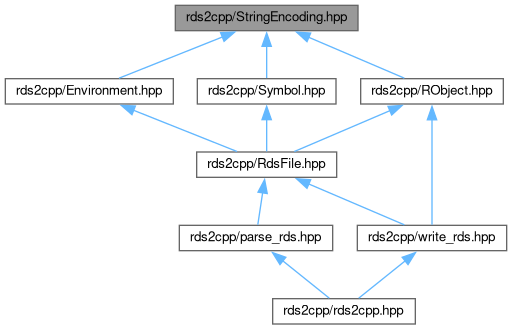 rds2cpp/StringEncoding.hpp
rds2cpp/Environment.hpp
rds2cpp/Symbol.hpp
rds2cpp/RObject.hpp
rds2cpp/RdsFile.hpp
rds2cpp/parse_rds.hpp
rds2cpp/write_rds.hpp
rds2cpp/rds2cpp.hpp